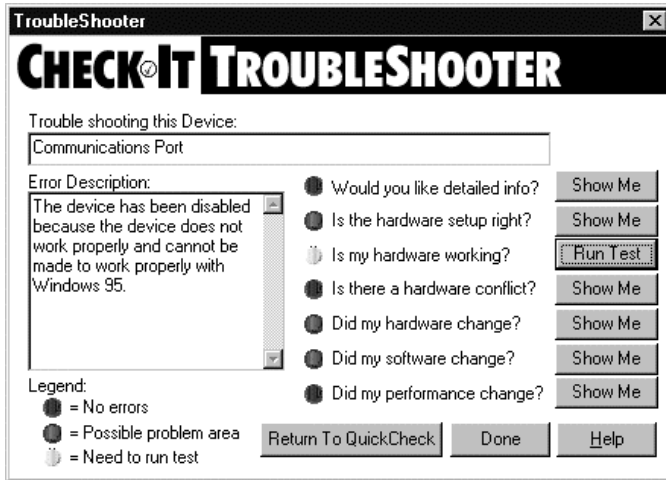 TroubleShooter
CHECK IT TROUBLESHOOTER
Trouble shooting this Device:
Communications Port
Error Description:
The device has been disabled
because the device does not
work properly and cannot be
made to work properly with
Windows 95.
Would you like detailed info? Show Me
Is the hardware setup right? Show Me
Is my hardware working? Run Test
Is there a hardware conflict? Show Me
Did my hardware change? Show Me
Did my software change? Show Me
Did my performance change? Show Me
Legend:
= No errors
= Possible problem area
= Need to run test
Return To QuickCheck Done Help